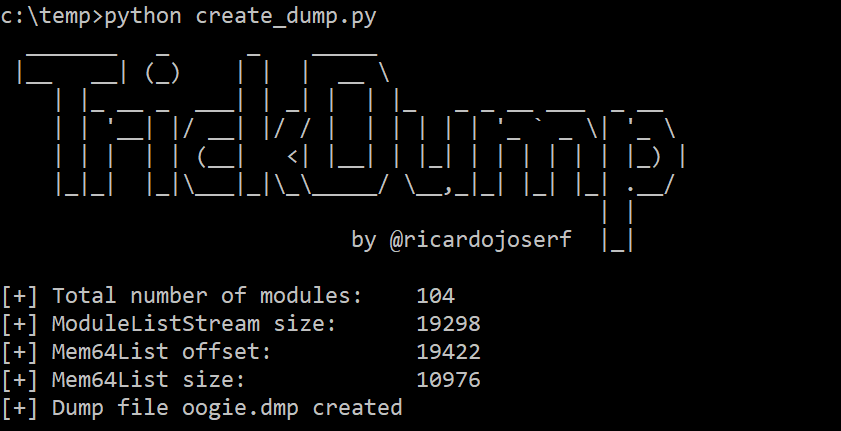 c:\temp>python create_dump.py
TrickDump
by @ricardojoserf
[+] Total number of modules: 104
[+] ModuleListStream size: 19298
[+] Mem64List offset: 19422
[+] Mem64List size: 10976
[+] Dump file oogie.dmp created